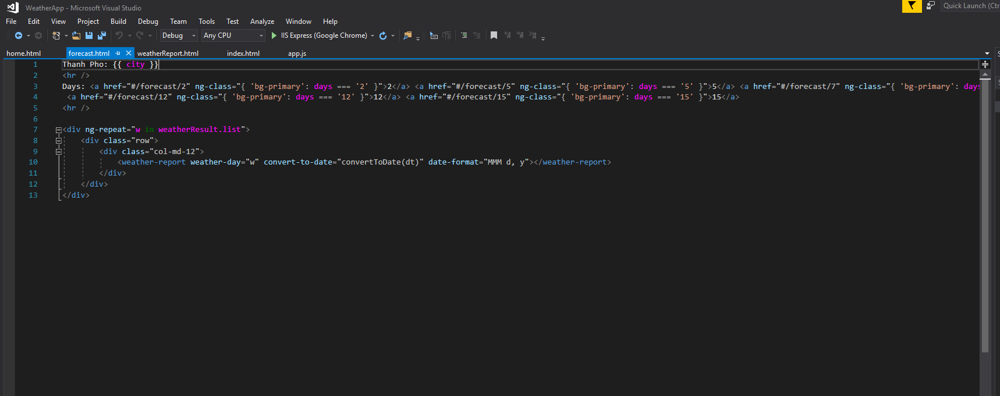 WeatherApp - Microsoft Visual Studio
Quick Launch (Ctr
File Edit View Project Build Debug Team Tools Test Analyze Window Help
Debug Any CPU IIS Express (Google Chrome)
home.html forecast.html weatherReport.html index.html app.js
1 Thanh Pho: {{ city }}
2 <hr />
3 Days: <a href="#/forecast/2" ng-class="{ 'bg-primary': days === '2' }">2</a> <a href="#/forecast/5" ng-class="{ 'bg-primary': days === '5' }">5</a> <a href="#/forecast/7" ng-class="{ 'bg-primary': days
4 <a href="#/forecast/12" ng-class="{ 'bg-primary': days === '12' }">12</a> <a href="#/forecast/15" ng-class="{ 'bg-primary': days === '15' }">15</a>
5 <hr />
6
7 <div ng-repeat="w in weatherResult.list">
8 <div class="row">
9 <div class="col-md-12">
10 <weather-report weather-day="w" convert-to-date="convertToDate(dt)" date-format="MMM d, y"></weather-report>
11 </div>
12 </div>
13 </div>